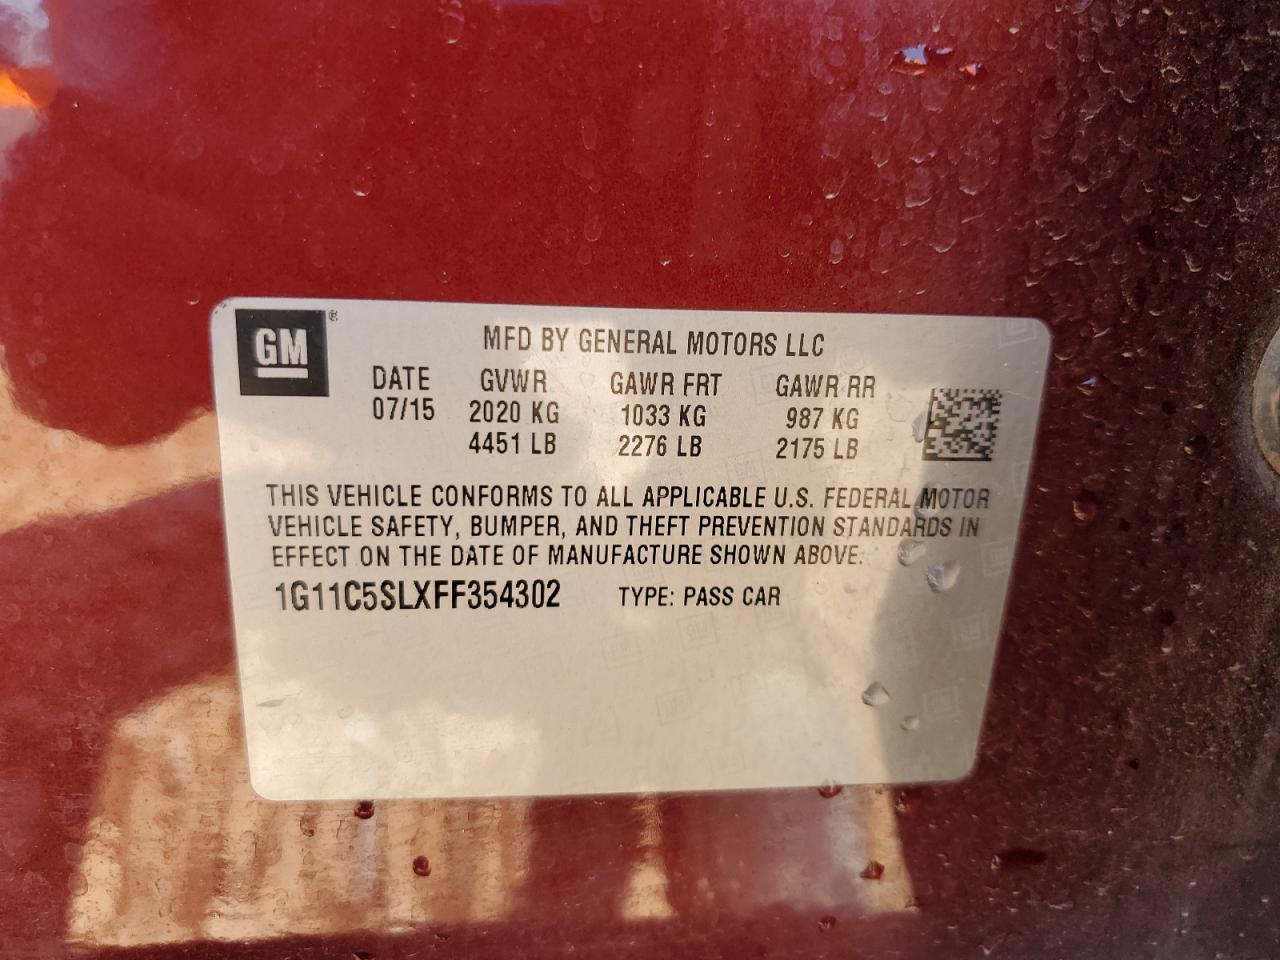 GM ®
MFD BY GENERAL MOTORS LLC
DATE GVWR GAWR FRT GAWR RR
07/15 2020 KG 1033 KG 987 KG
4451 LB 2276 LB 2175 LB
THIS VEHICLE CONFORMS TO ALL APPLICABLE U.S. FEDERAL MOTOR
VEHICLE SAFETY, BUMPER, AND THEFT PREVENTION STANDARDS IN
EFFECT ON THE DATE OF MANUFACTURE SHOWN ABOVE.
1G11C5SLXFF354302 TYPE: PASS CAR